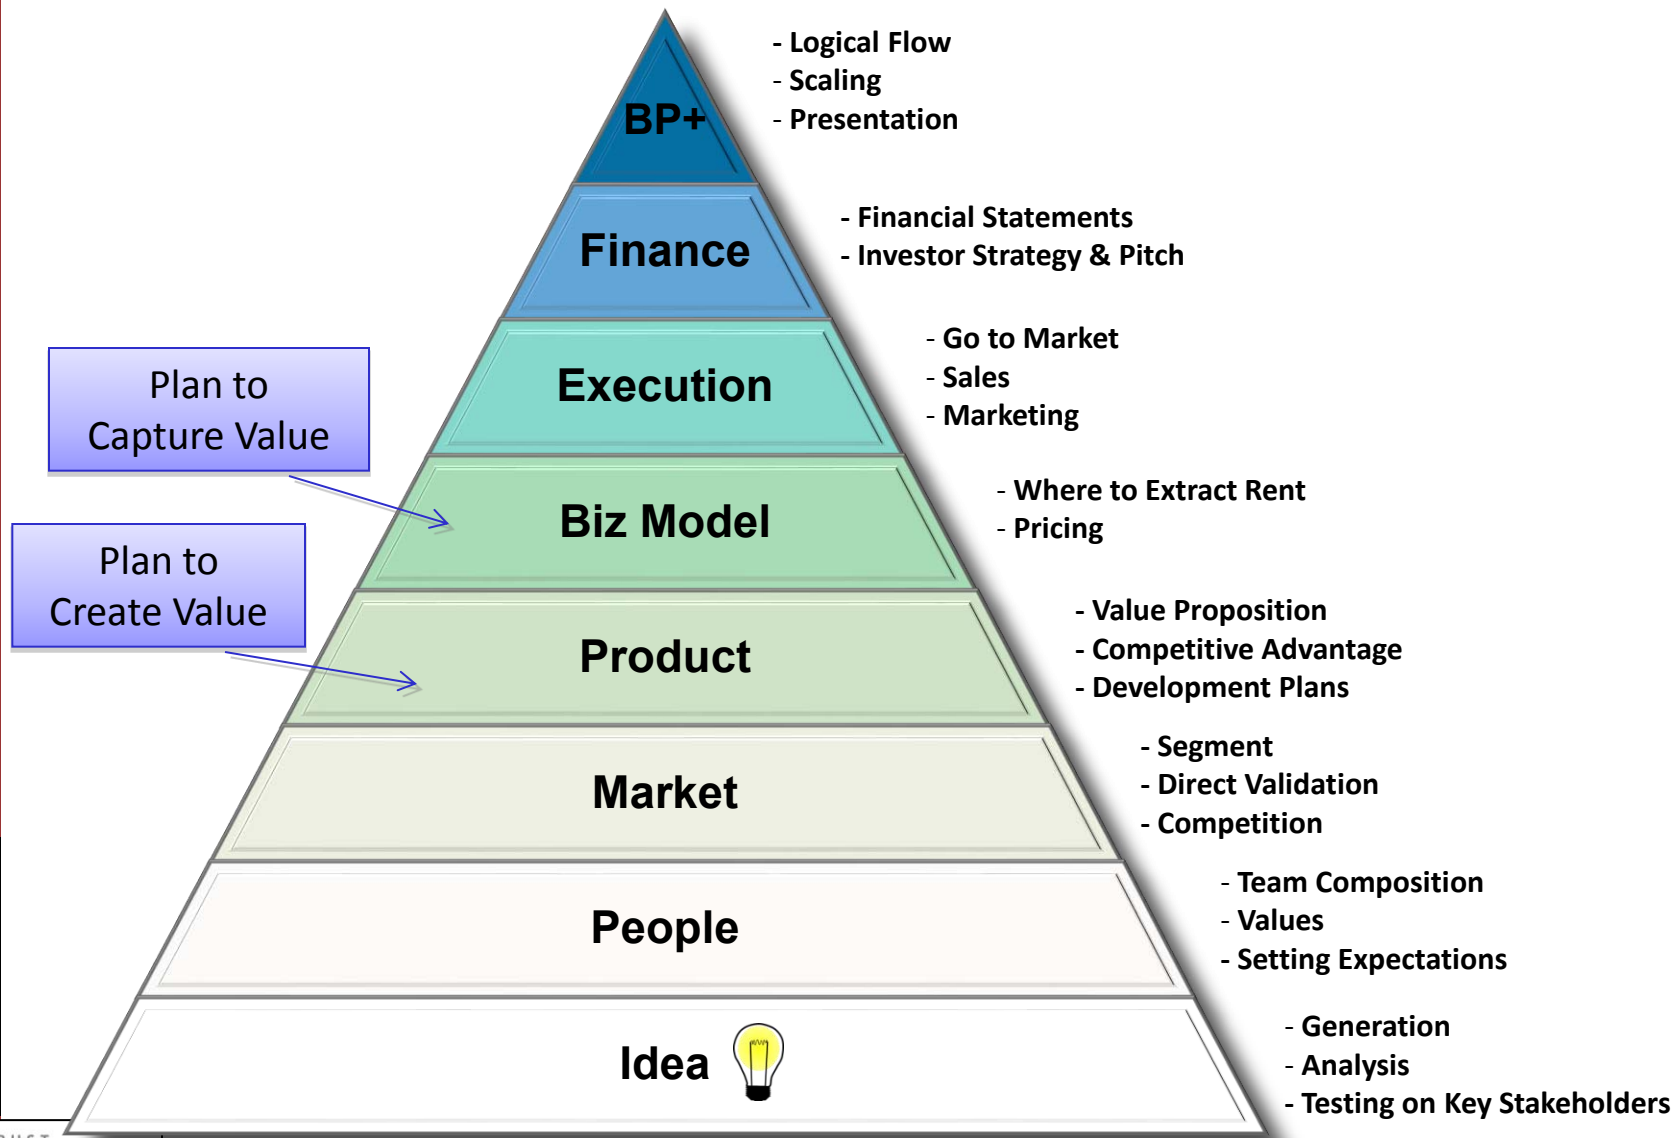 BP+
- Logical Flow
- Scaling
- Presentation
Finance
- Financial Statements
- Investor Strategy & Pitch
Execution
- Go to Market
- Sales
- Marketing
Plan to
Capture Value
Biz Model
- Where to Extract Rent
- Pricing
Plan to
Create Value
Product
- Value Proposition
- Competitive Advantage
- Development Plans
Market
- Segment
- Direct Validation
- Competition
People
- Team Composition
- Values
- Setting Expectations
Idea
- Generation
- Analysis
- Testing on Key Stakeholders